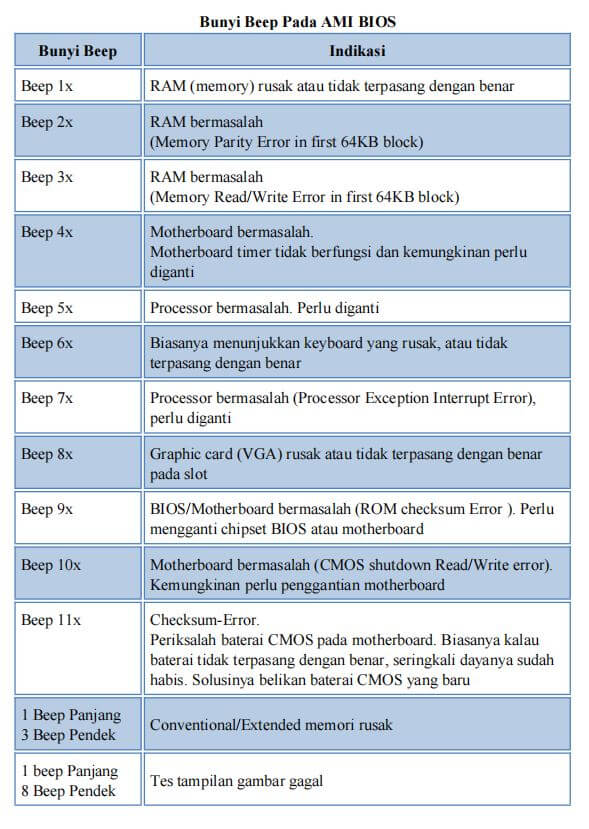 Bunyi Beep Pada AMI BIOS
Bunyi Beep Indikasi
Beep 1x RAM (memory) rusak atau tidak terpasang dengan benar
Beep 2x RAM bermasalah
(Memory Parity Error in first 64KB block)
Beep 3x RAM bermasalah
(Memory Read/Write Error in first 64KB block)
Beep 4x Motherboard bermasalah.
Motherboard timer tidak berfungsi dan kemungkinan perlu
diganti
Beep 5x Processor bermasalah. Perlu diganti
Beep 6x Biasanya menunjukkan keyboard yang rusak, atau tidak
terpasang dengan benar
Beep 7x Processor bermasalah (Processor Exception Interrupt Error),
perlu diganti
Beep 8x Graphic card (VGA) rusak atau tidak terpasang dengan benar
pada slot
Beep 9x BIOS/Motherboard bermasalah (ROM checksum Error ). Perlu
mengganti chipset BIOS atau motherboard
Beep 10x Motherboard bermasalah (CMOS shutdown Read/Write error).
Kemungkinan perlu penggantian motherboard
Beep 11x Checksum-Error.
Periksalah baterai CMOS pada motherboard. Biasanya kalau
baterai tidak terpasang dengan benar, seringkali dayanya sudah
habis. Solusinya belikan baterai CMOS yang baru
1 Beep Panjang
3 Beep Pendek
Conventional/Extended memori rusak
1 beep Panjang
8 Beep Pendek
Tes tampilan gambar gagal